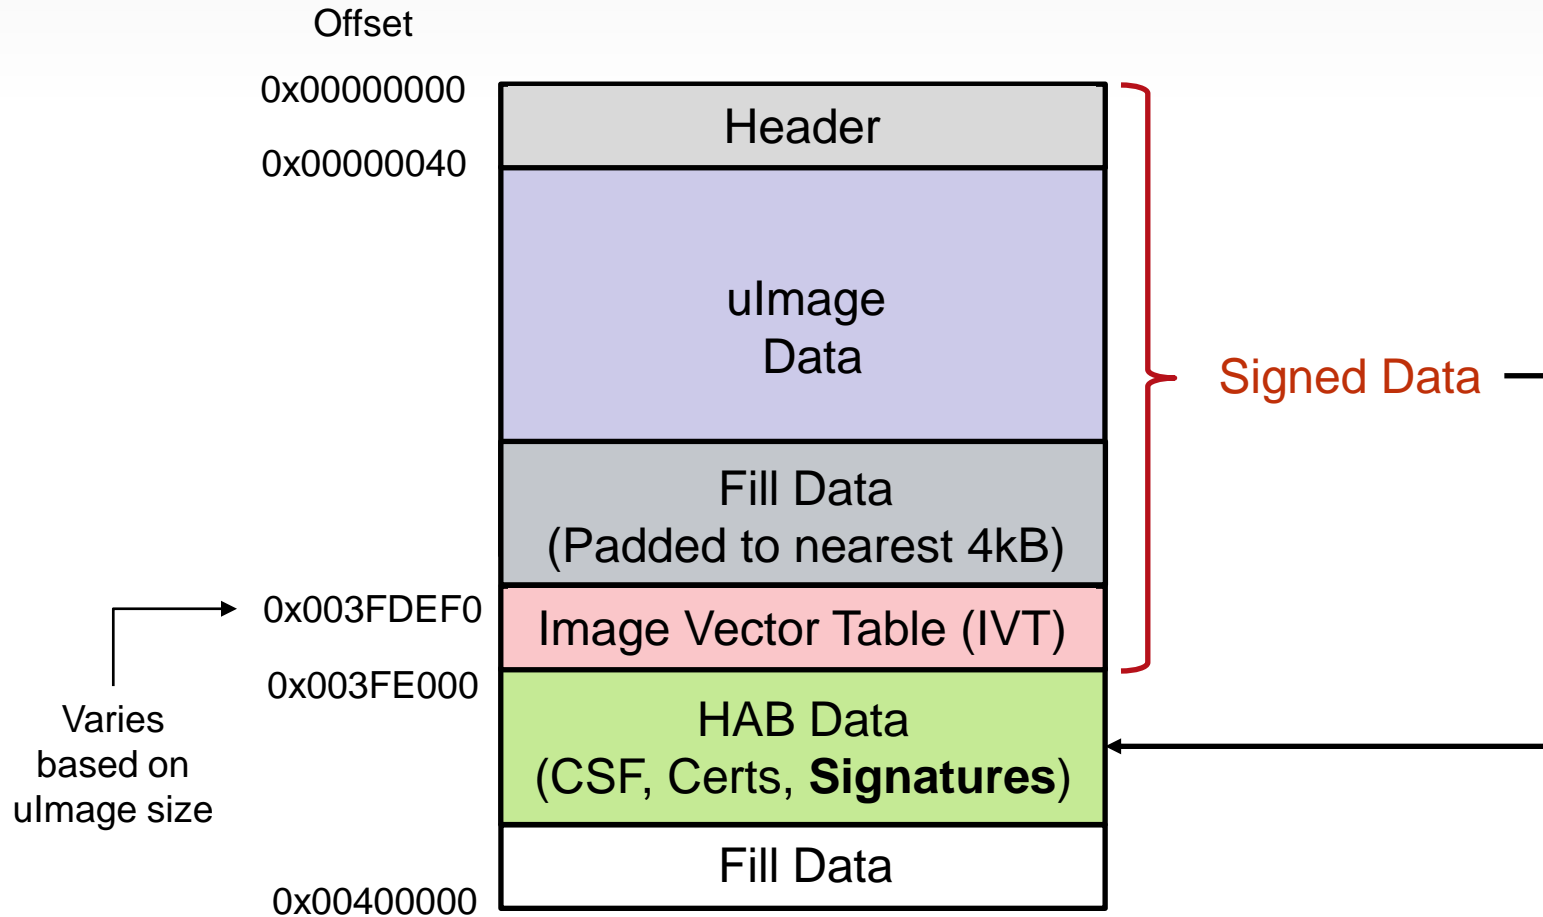 Offset
0x00000000
Header
0x00000040
uImage
Data
Signed Data
Fill Data
(Padded to nearest 4kB)
0x003FDEF0
Image Vector Table (IVT)
0x003FE000
Varies
based on
uImage size
HAB Data
(CSF, Certs, Signatures)
Fill Data
0x00400000